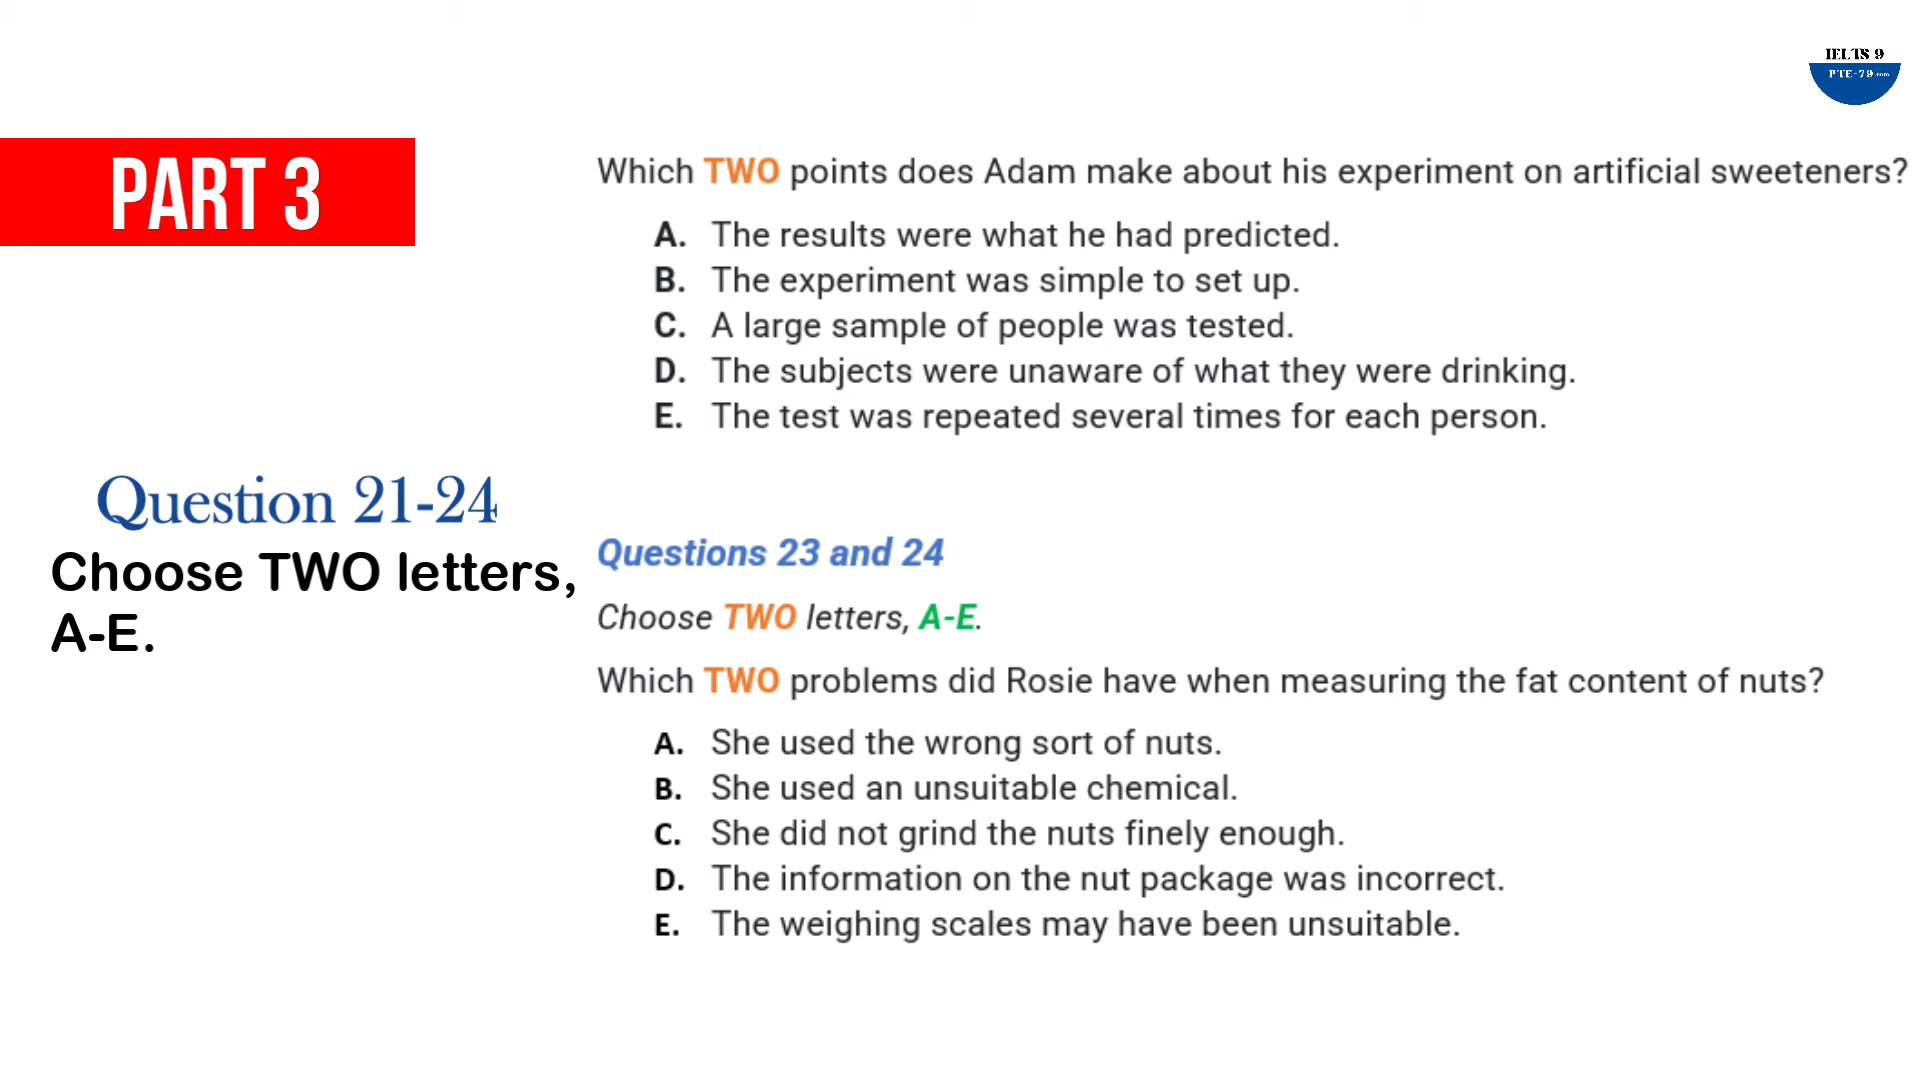 IELTS 9
PTE-79.com
PART 3
Question 21-24
Choose TWO letters,
A-E.
Which TWO points does Adam make about his experiment on artificial sweeteners?
A. The results were what he had predicted.
B. The experiment was simple to set up.
C. A large sample of people was tested.
D. The subjects were unaware of what they were drinking.
E. The test was repeated several times for each person.
Questions 23 and 24
Choose TWO letters, A-E.
Which TWO problems did Rosie have when measuring the fat content of nuts?
A. She used the wrong sort of nuts.
B. She used an unsuitable chemical.
C. She did not grind the nuts finely enough.
D. The information on the nut package was incorrect.
E. The weighing scales may have been unsuitable.